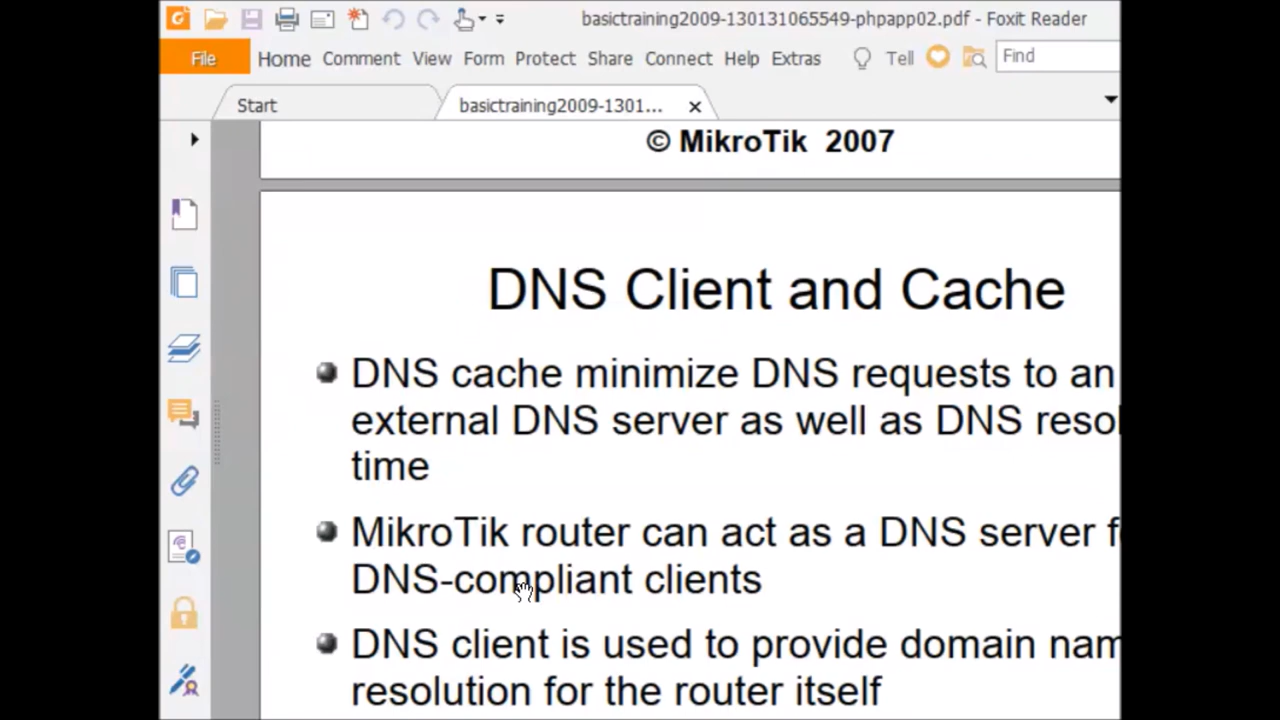 basictraining2009-130131065549-phpapp02.pdf - Foxit Reader
File Home Comment View Form Protect Share Connect Help Extras Tell Find
Start basictraining2009-1301...
© MikroTik 2007
DNS Client and Cache
DNS cache minimize DNS requests to an
external DNS server as well as DNS resol
time
MikroTik router can act as a DNS server f
DNS-compliant clients
DNS client is used to provide domain nam
resolution for the router itself